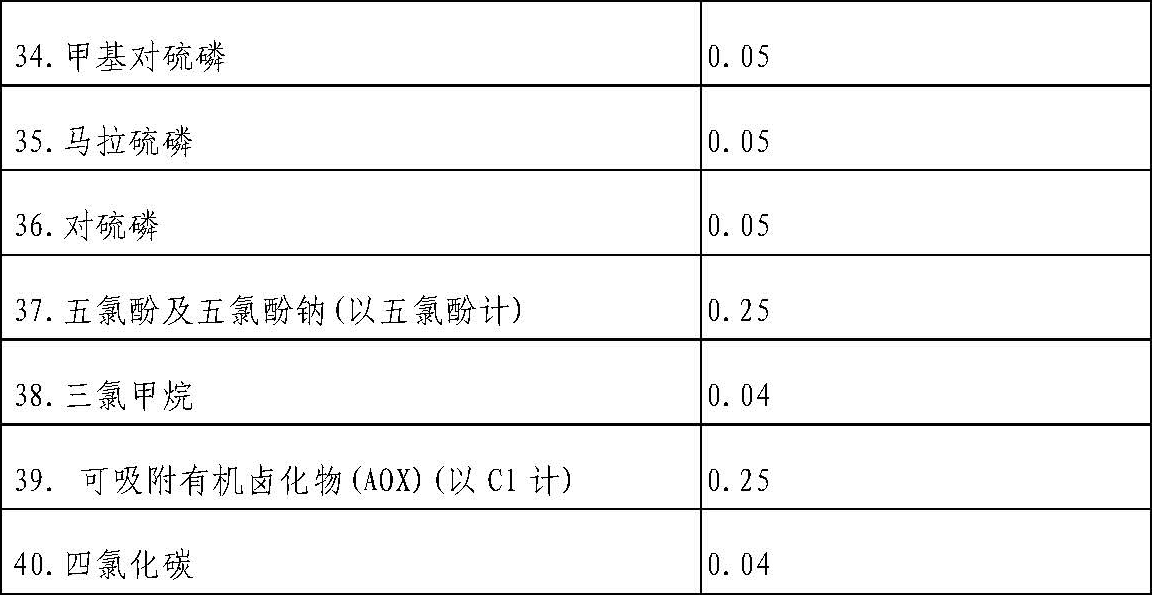 34.甲基对硫磷 0.05
35.马拉硫磷 0.05
36.对硫磷 0.05
37.五氯酚及五氯酚钠(以五氯酚计) 0.25
38.三氯甲烷 0.04
39. 可吸附有机卤化物(AOX)(以Cl计) 0.25
40.四氯化碳 0.04